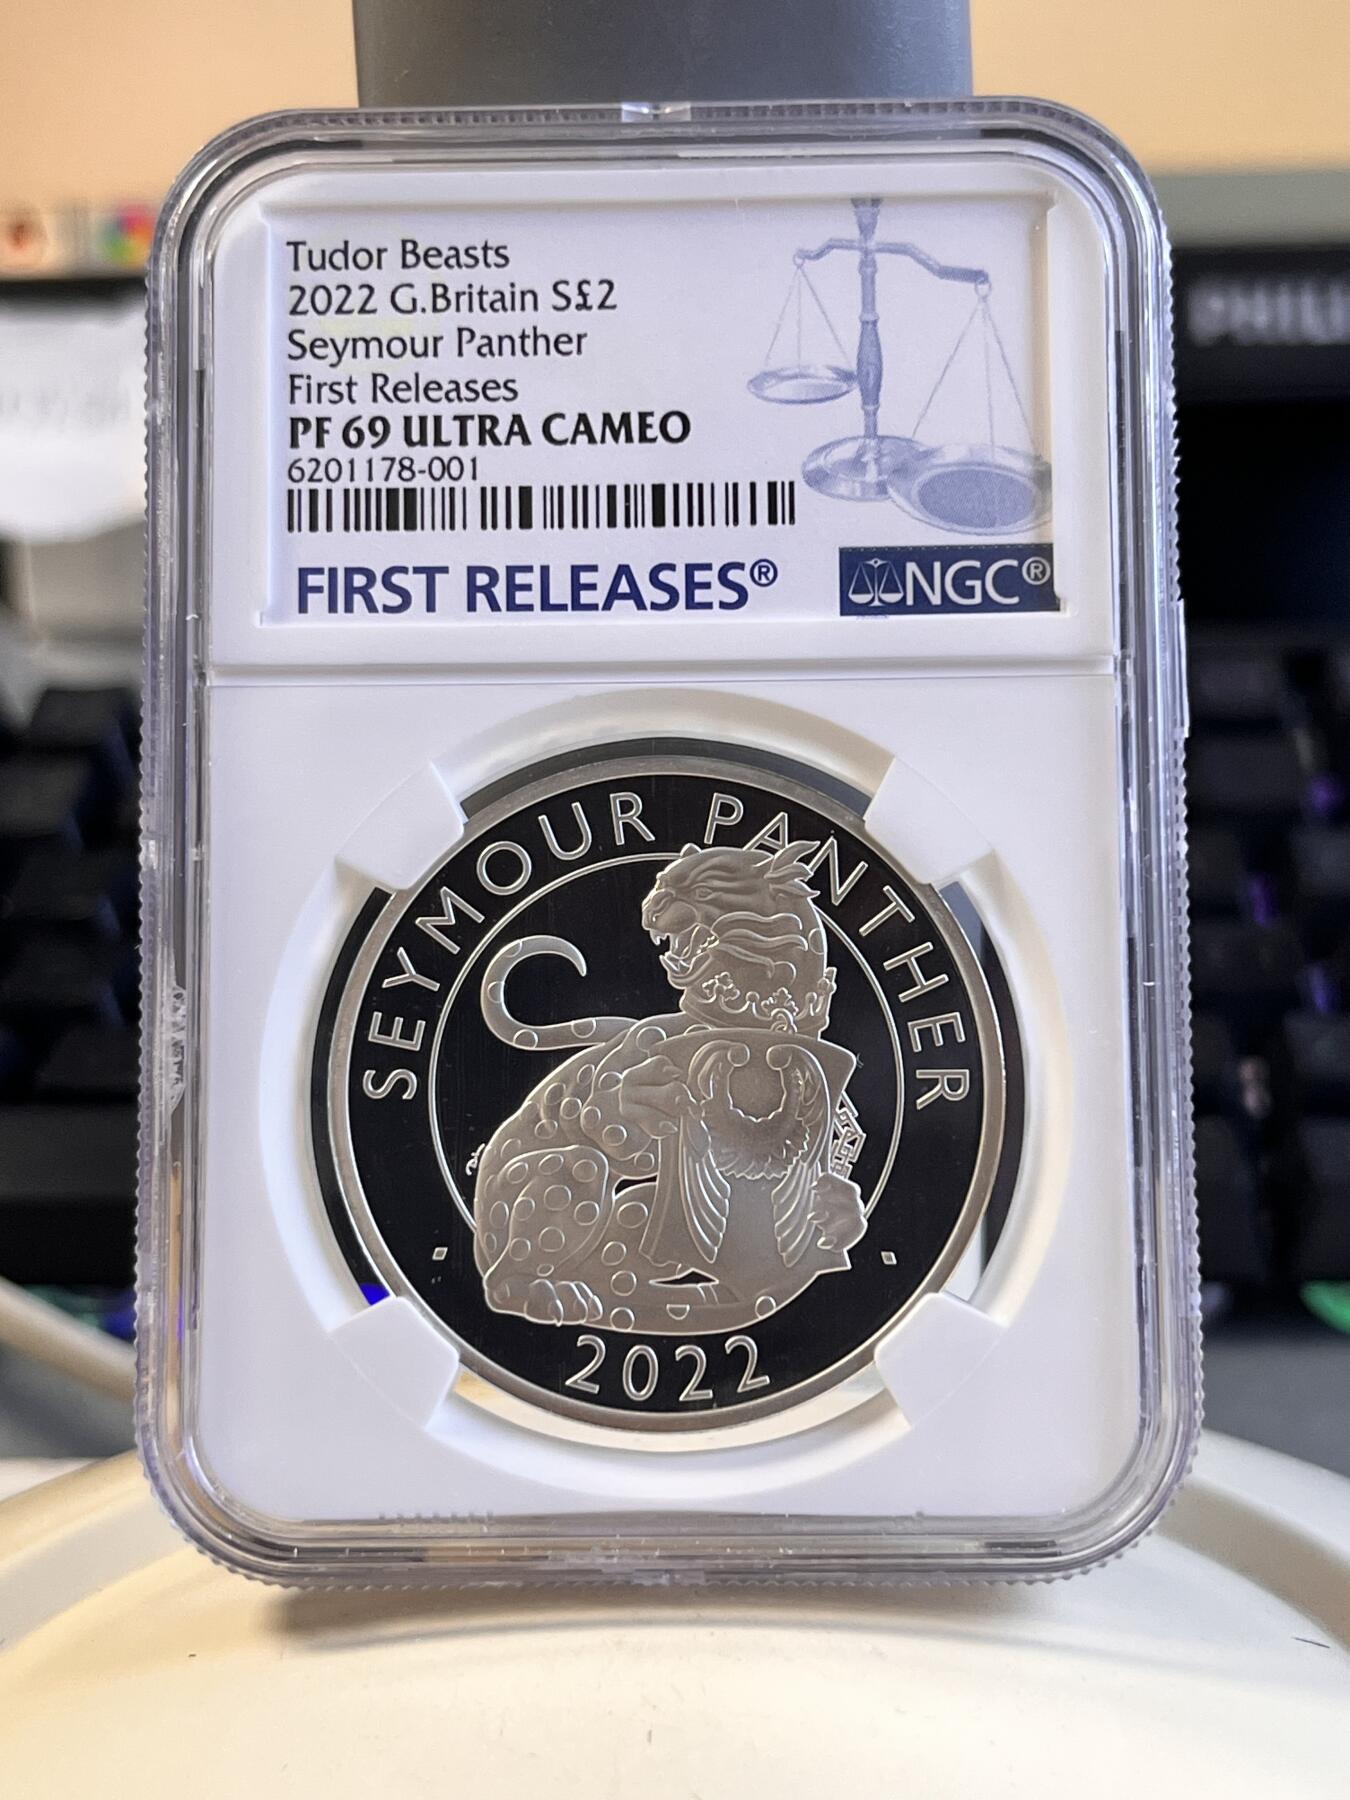 Tudor Beasts
2022 G.Britain S£2
Seymour Panther
First Releases
PF 69 ULTRA CAMEO
6201178-001
FIRST RELEASES®
NGC®
SEYMOUR PANTHER
2022